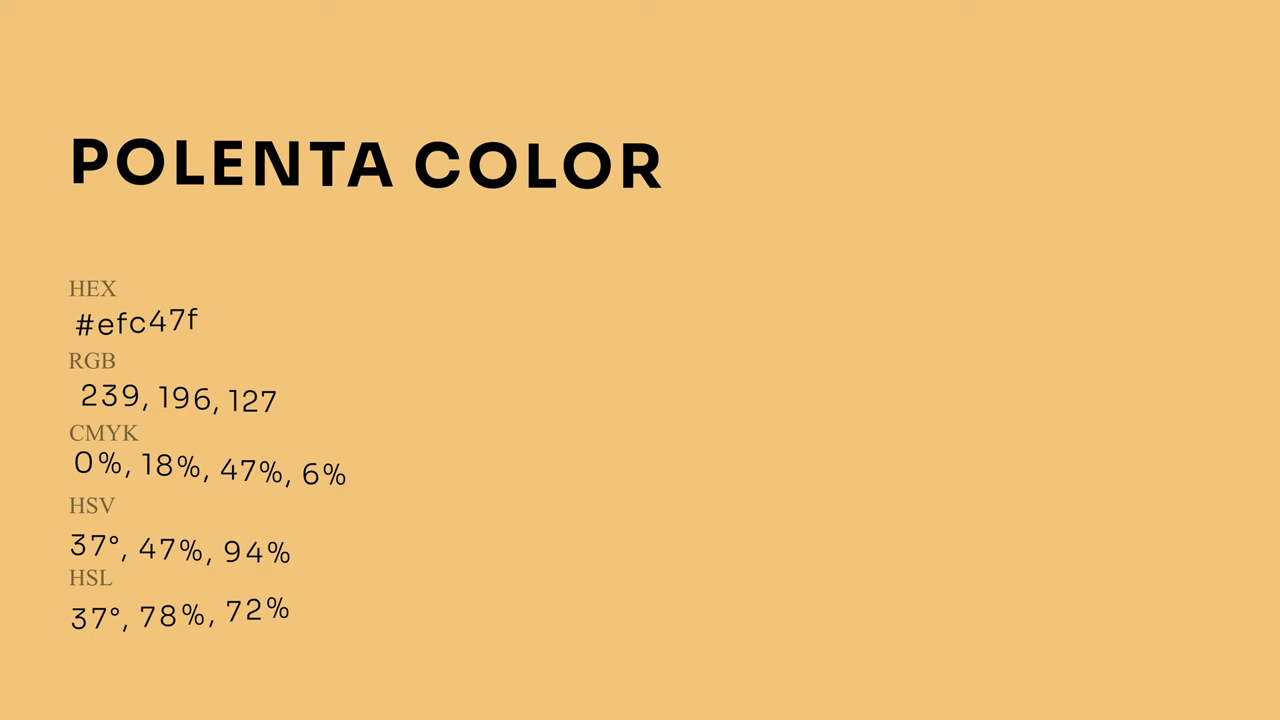 POLENTA COLOR
HEX
#efc47f
RGB
239, 196, 127
CMYK
0%, 18%, 47%, 6%
HSV
37°, 47%, 94%
HSL
37°, 78%, 72%